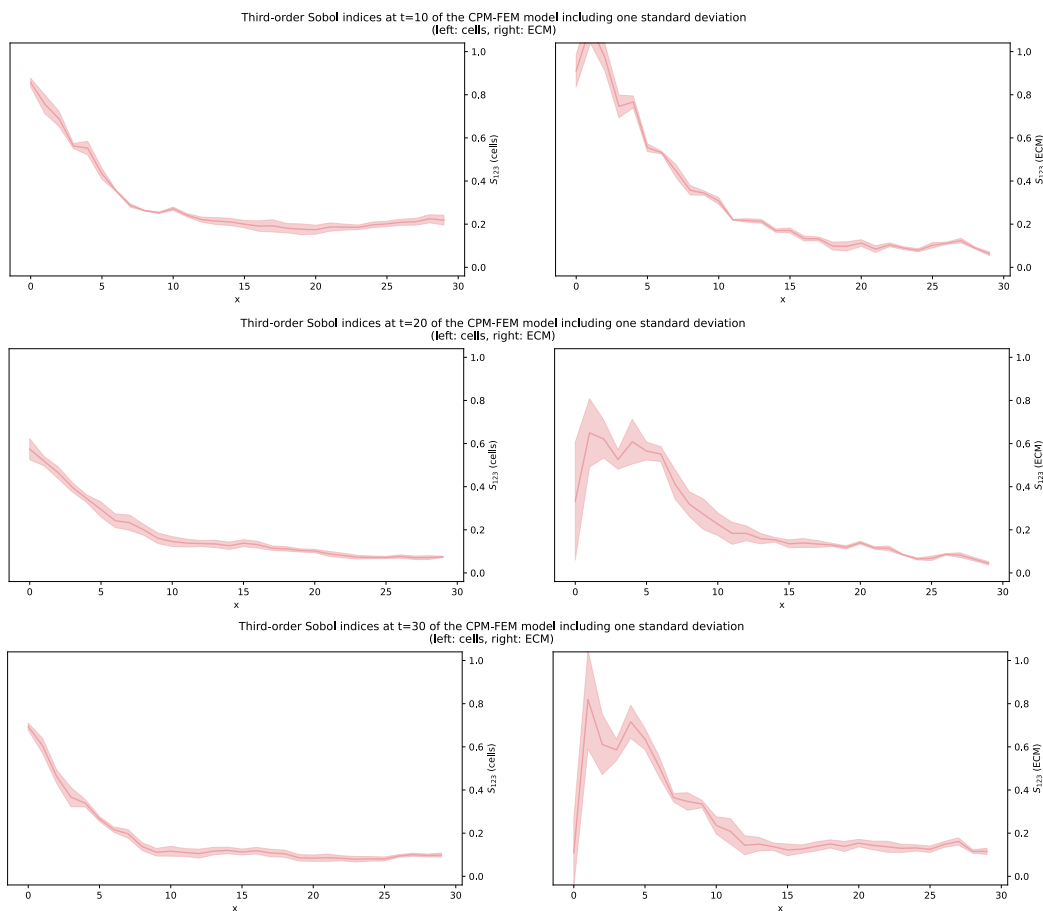 Third-order Sobol indices at t=10 of the CPM-FEM model including one standard deviation
(left: cells, right: ECM)
1.0
0.8
0.6
0.4
0.2
0.0
S123 (cells)
0 5 10 15 20 25 30
x
1.0
0.8
0.6
0.4
0.2
0.0
S123 (ECM)
0 5 10 15 20 25 30
x
Third-order Sobol indices at t=20 of the CPM-FEM model including one standard deviation
(left: cells, right: ECM)
1.0
0.8
0.6
0.4
0.2
0.0
S123 (cells)
0 5 10 15 20 25 30
x
1.0
0.8
0.6
0.4
0.2
0.0
S123 (ECM)
0 5 10 15 20 25 30
x
Third-order Sobol indices at t=30 of the CPM-FEM model including one standard deviation
(left: cells, right: ECM)
1.0
0.8
0.6
0.4
0.2
0.0
S123 (cells)
0 5 10 15 20 25 30
x
1.0
0.8
0.6
0.4
0.2
0.0
S123 (ECM)
0 5 10 15 20 25 30
x